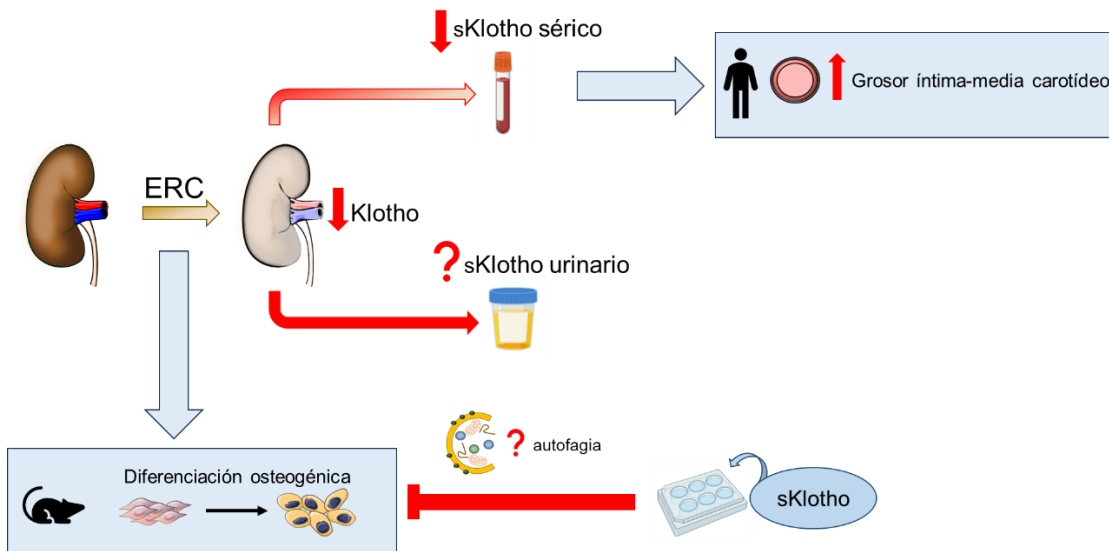 sKlotho sérico
Grosor íntima-media carotídeo
ERC
Klotho
? sKlotho urinario
? autofagia
Diferenciación osteogénica
sKlotho